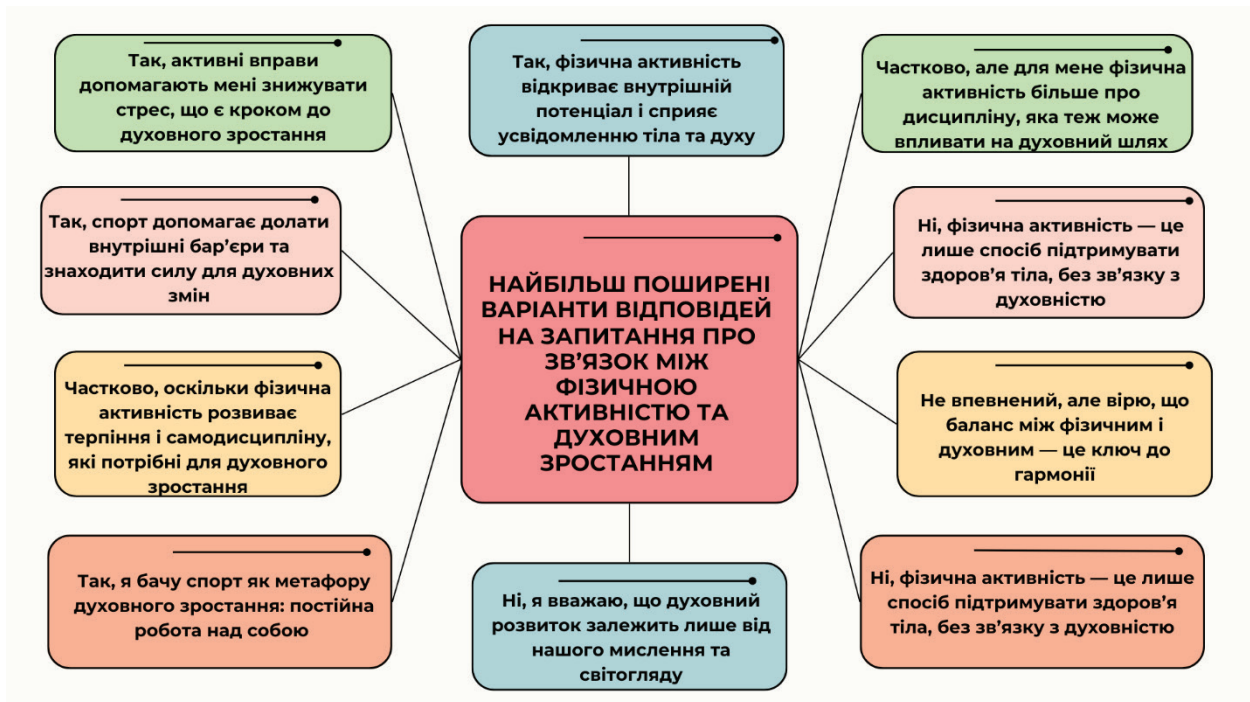 Так, активні вправи
допомагають мені знижувати
стрес, що є кроком до
духовного зростання
Так, фізична активність
відкриває внутрішній
потенціал і сприяє
усвідомленню тіла та духу
Частково, але для мене фізична
активність більше про
дисципліну, яка теж може
впливати на духовний шлях
Так, спорт допомагає долати
внутрішні бар’єри та
знаходити силу для духовних
змін
НАЙБІЛЬШ ПОШИРЕНІ
ВАРІАНТИ ВІДПОВІДЕЙ
НА ЗАПИТАННЯ ПРО
ЗВ’ЯЗОК МІЖ
ФІЗИЧНОЮ
АКТИВНІСТЮ ТА
ДУХОВНИМ
ЗРОСТАННЯМ
Ні, фізична активність — це
лише спосіб підтримувати
здоров’я тіла, без зв’язку з
духовністю
Частково, оскільки фізична
активність розвиває
терпіння і самодисципліну,
які потрібні для духовного
зростання
Не впевнений, але вірю, що
баланс між фізичним і
духовним — це ключ до
гармонії
Так, я бачу спорт як метафору
духовного зростання: постійна
робота над собою
Ні, я вважаю, що духовний
розвиток залежить лише від
нашого мислення та
світогляду
Ні, фізична активність — це лише
спосіб підтримувати здоров’я
тіла, без зв’язку з духовністю